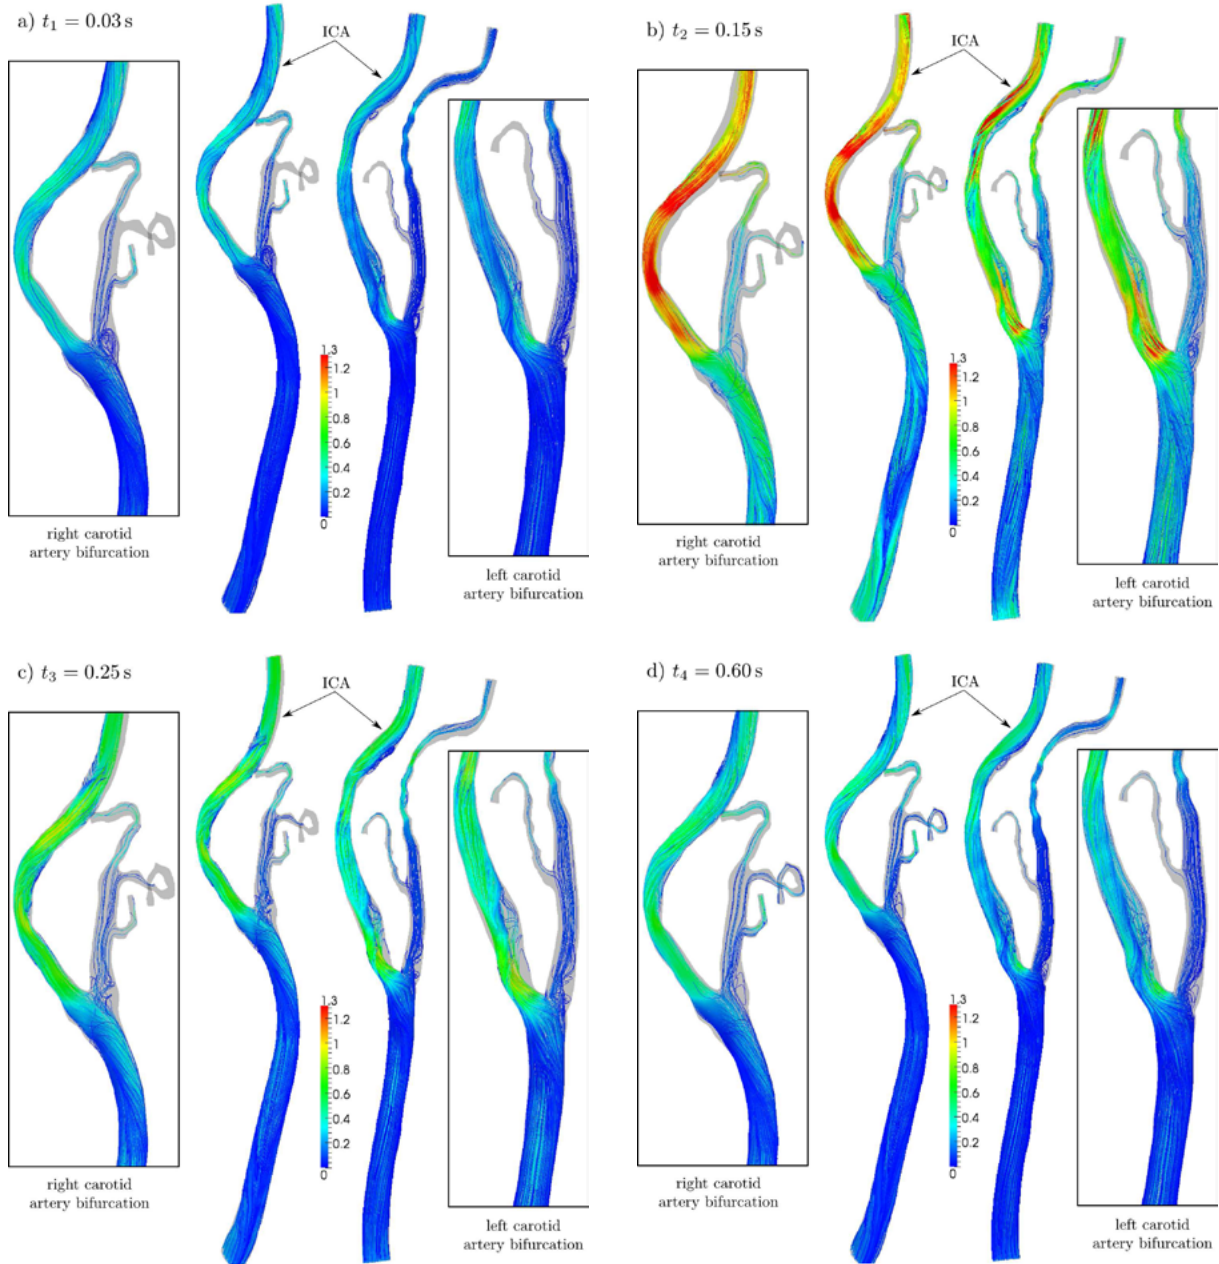 a) t₁ = 0.03 s
ICA
1.3
1.2
1
0.8
0.6
0.4
0.2
0
right carotid
artery bifurcation
left carotid
artery bifurcation
b) t₂ = 0.15 s
ICA
1.3
1.2
1
0.8
0.6
0.4
0.2
0
right carotid
artery bifurcation
left carotid
artery bifurcation
c) t₃ = 0.25 s
ICA
1.3
1.2
1
0.8
0.6
0.4
0.2
0
right carotid
artery bifurcation
left carotid
artery bifurcation
d) t₄ = 0.60 s
ICA
1.3
1.2
1
0.8
0.6
0.4
0.2
0
right carotid
artery bifurcation
left carotid
artery bifurcation